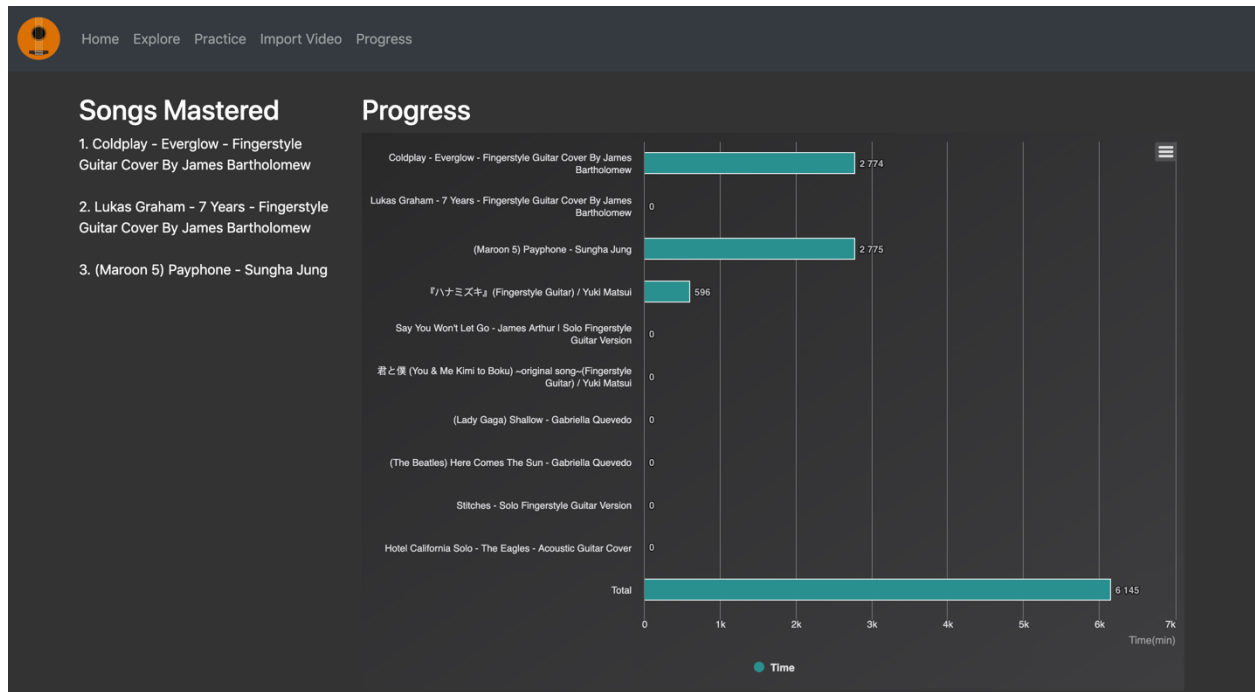 Home Explore Practice Import Video Progress
Songs Mastered
1. Coldplay - Everglow - Fingerstyle
Guitar Cover By James Bartholomew
2. Lukas Graham - 7 Years - Fingerstyle
Guitar Cover By James Bartholomew
3. (Maroon 5) Payphone - Sungha Jung
Progress
Coldplay - Everglow - Fingerstyle Guitar Cover By James
Bartholomew
2 774
Lukas Graham - 7 Years - Fingerstyle Guitar Cover By James
Bartholomew
0
(Maroon 5) Payphone - Sungha Jung
2 775
『ハナミズキ』(Fingerstyle Guitar) / Yuki Matsui
596
Say You Won't Let Go - James Arthur | Solo Fingerstyle
Guitar Version
0
君と僕 (You & Me Kimi to Boku) ~original song~(Fingerstyle
Guitar) / Yuki Matsui
0
(Lady Gaga) Shallow - Gabriella Quevedo
0
(The Beatles) Here Comes The Sun - Gabriella Quevedo
0
Stitches - Solo Fingerstyle Guitar Version
0
Hotel California Solo - The Eagles - Acoustic Guitar Cover
0
Total
6 145
0 1k 2k 3k 4k 5k 6k 7k
Time(min)
Time